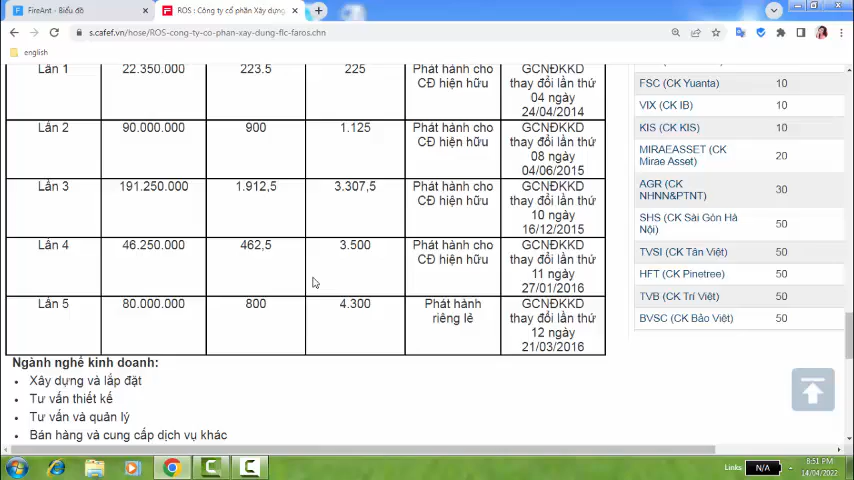 FireAnt - Biểu đồ
ROS : Công ty cổ phần Xây dựng
s.cafef.vn/hose/ROS-cong-ty-co-phan-xay-dung-flc-faros.chn
english
Lần 1 22.350.000 223.5 225 Phát hành cho CĐ hiện hữu GCNĐKKD thay đổi lần thứ 04 ngày 24/04/2014
Lần 2 90.000.000 900 1.125 Phát hành cho CĐ hiện hữu GCNĐKKD thay đổi lần thứ 08 ngày 04/06/2015
Lần 3 191.250.000 1.912,5 3.307,5 Phát hành cho CĐ hiện hữu GCNĐKKD thay đổi lần thứ 10 ngày 16/12/2015
Lần 4 46.250.000 462,5 3.500 Phát hành cho CĐ hiện hữu GCNĐKKD thay đổi lần thứ 11 ngày 27/01/2016
Lần 5 80.000.000 800 4.300 Phát hành riêng lẻ GCNĐKKD thay đổi lần thứ 12 ngày 21/03/2016
Ngành nghề kinh doanh:
• Xây dựng và lắp đặt
• Tư vấn thiết kế
• Tư vấn và quản lý
• Bán hàng và cung cấp dịch vụ khác
FSC (CK Yuanta) 10
VIX (CK IB) 10
KIS (CK KIS) 10
MIRAEASSET (CK Mirae Asset) 20
AGR (CK NHNN&PTNT) 30
SHS (CK Sài Gòn Hà Nội) 50
TVSI (CK Tân Việt) 50
HFT (CK Pinetree) 50
TVB (CK Trí Việt) 50
BVSC (CK Bảo Việt) 50
Links N/A
8:51 PM
14/04/2022